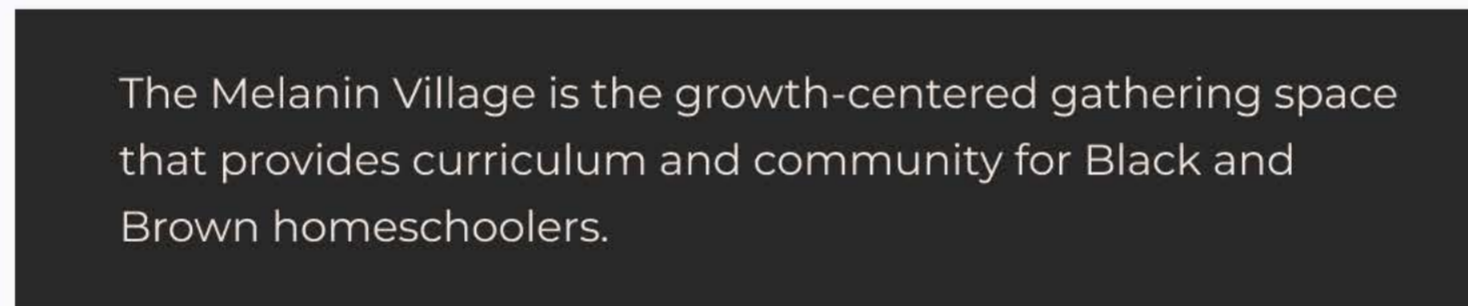 The Melanin Village is the growth-centered gathering space
that provides curriculum and community for Black and
Brown homeschoolers.